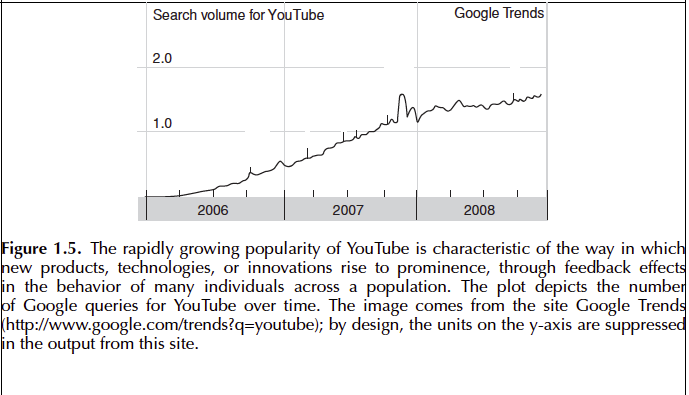 Search volume for YouTube Google Trends
2.0
1.0
2006 2007 2008
Figure 1.5. The rapidly growing popularity of YouTube is characteristic of the way in which
new products, technologies, or innovations rise to prominence, through feedback effects
in the behavior of many individuals across a population. The plot depicts the number
of Google queries for YouTube over time. The image comes from the site Google Trends
(http://www.google.com/trends?q=youtube); by design, the units on the y-axis are suppressed
in the output from this site.